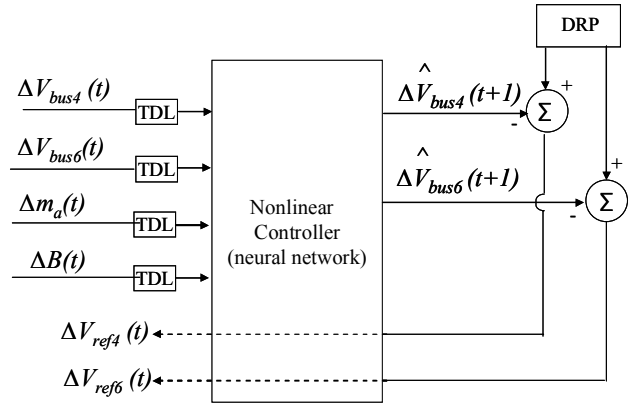 DRP
ΔV_bus4 (t)
TDL
ΔV_bus6(t)
TDL
Δm_a(t)
TDL
ΔB(t)
TDL
Nonlinear
Controller
(neural network)
ΔV̂_bus4(t+1)
+
-
Σ
ΔV̂_bus6(t+1)
+
-
Σ
ΔV_ref4 (t)
ΔV_ref6 (t)